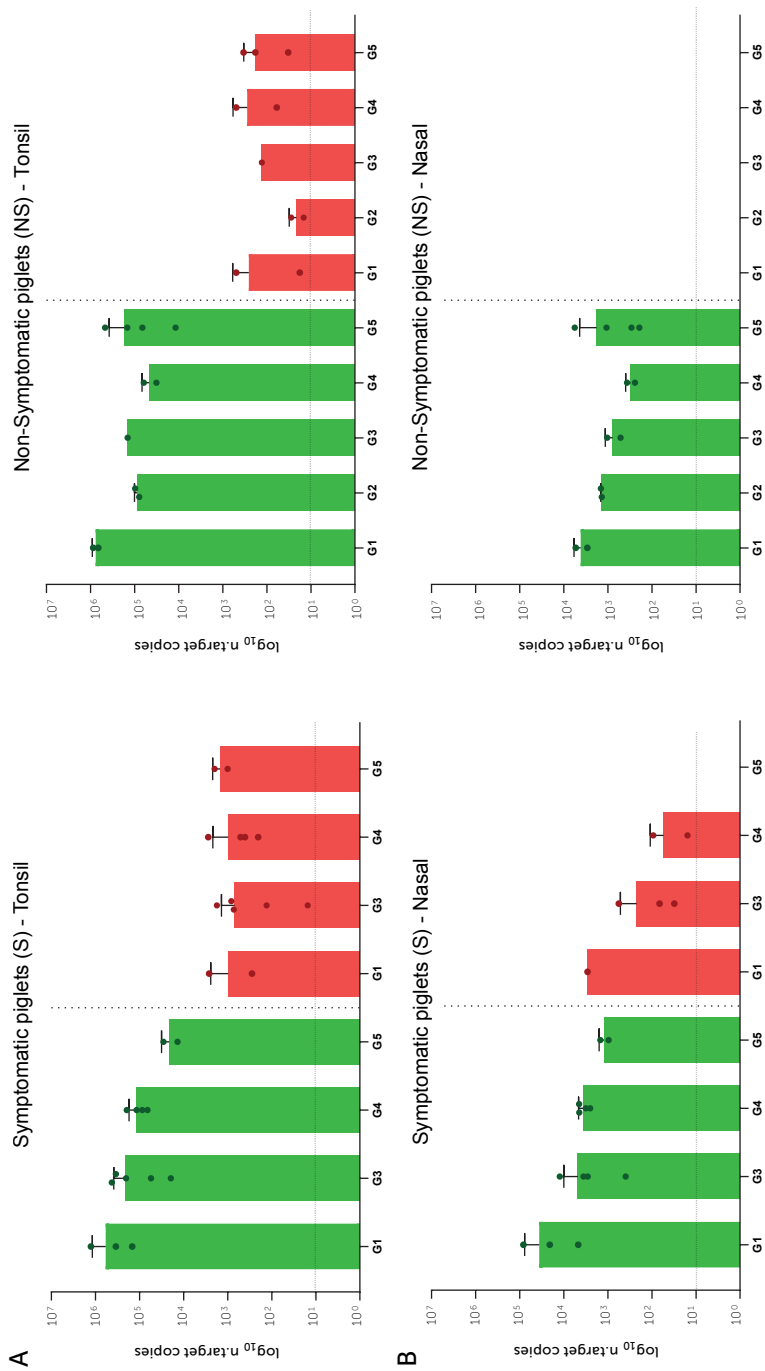 A
Symptomatic piglets (S) - Tonsil
log10 n.target copies
10⁷
10⁶
10⁵
10⁴
10³
10²
10¹
10⁰
G1 G3 G4 G5 G1 G3 G4 G5
Non-Symptomatic piglets (NS) - Tonsil
log10 n.target copies
10⁷
10⁶
10⁵
10⁴
10³
10²
10¹
10⁰
G1 G2 G3 G4 G5 G1 G2 G3 G4 G5
B
Symptomatic piglets (S) - Nasal
log10 n.target copies
10⁷
10⁶
10⁵
10⁴
10³
10²
10¹
10⁰
G1 G3 G4 G5 G1 G3 G4 G5
Non-Symptomatic piglets (NS) - Nasal
log10 n.target copies
10⁷
10⁶
10⁵
10⁴
10³
10²
10¹
10⁰
G1 G2 G3 G4 G5 G1 G2 G3 G4 G5